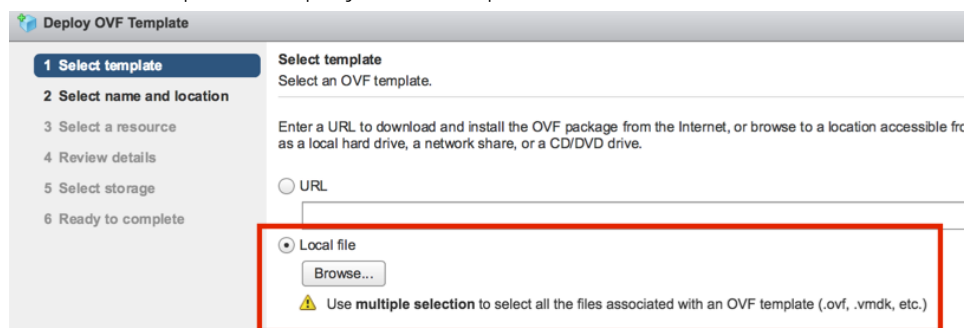 Deploy OVF Template
1 Select template
2 Select name and location
3 Select a resource
4 Review details
5 Select storage
6 Ready to complete
Select template
Select an OVF template.
Enter a URL to download and install the OVF package from the Internet, or browse to a location accessible
as a local hard drive, a network share, or a CD/DVD drive.
URL
Local file
Browse...
Use multiple selection to select all the files associated with an OVF template (.ovf, .vmdk, etc.)